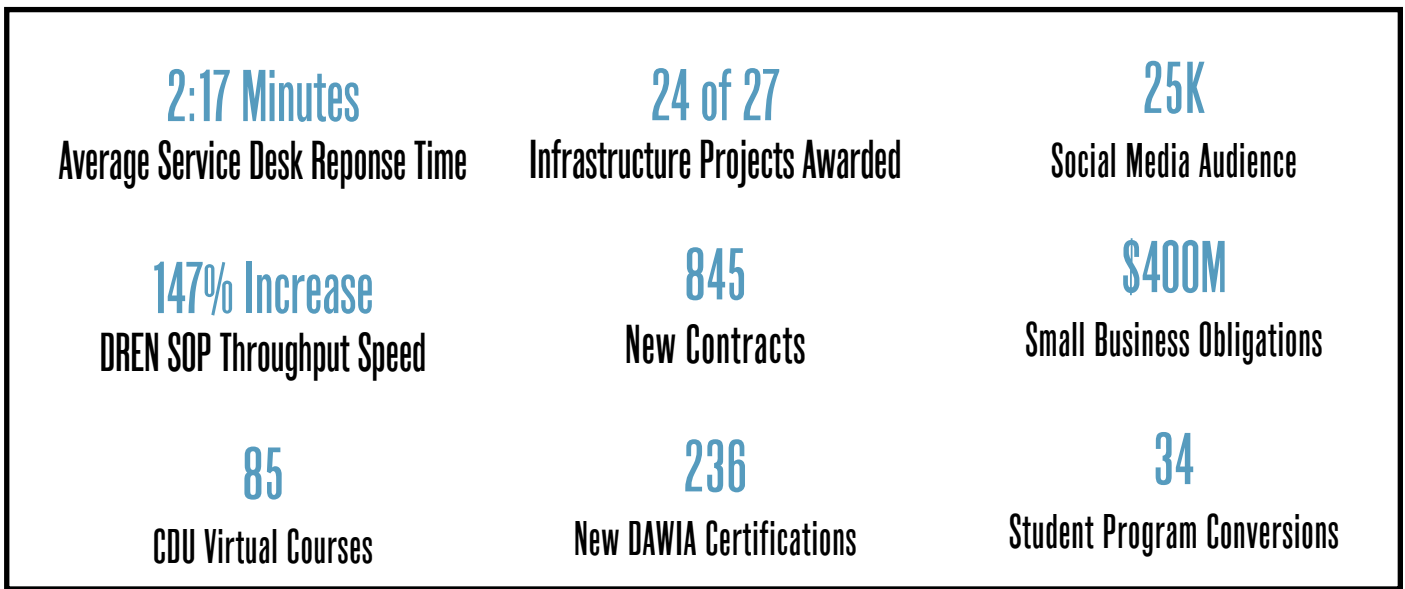 2:17 Minutes
Average Service Desk Reponse Time
24 of 27
Infrastructure Projects Awarded
25K
Social Media Audience
147% Increase
DREN SOP Throughput Speed
845
New Contracts
$400M
Small Business Obligations
85
CDU Virtual Courses
236
New DAWIA Certifications
34
Student Program Conversions